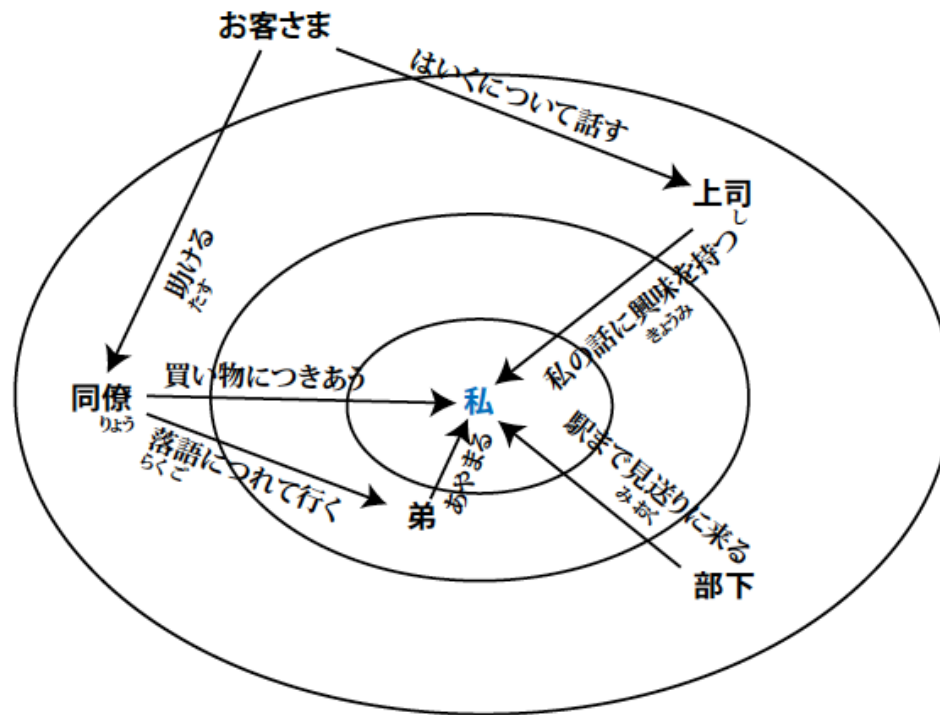 お客さま
はいくについて話す
上司
し
助ける
たす
私の話に興味を持つ
きょうみ
買い物につきあう
同僚
りょう
私
落語につれて行く
らくご
あやまる
弟
駅まで見送りに来る
みおく
部下